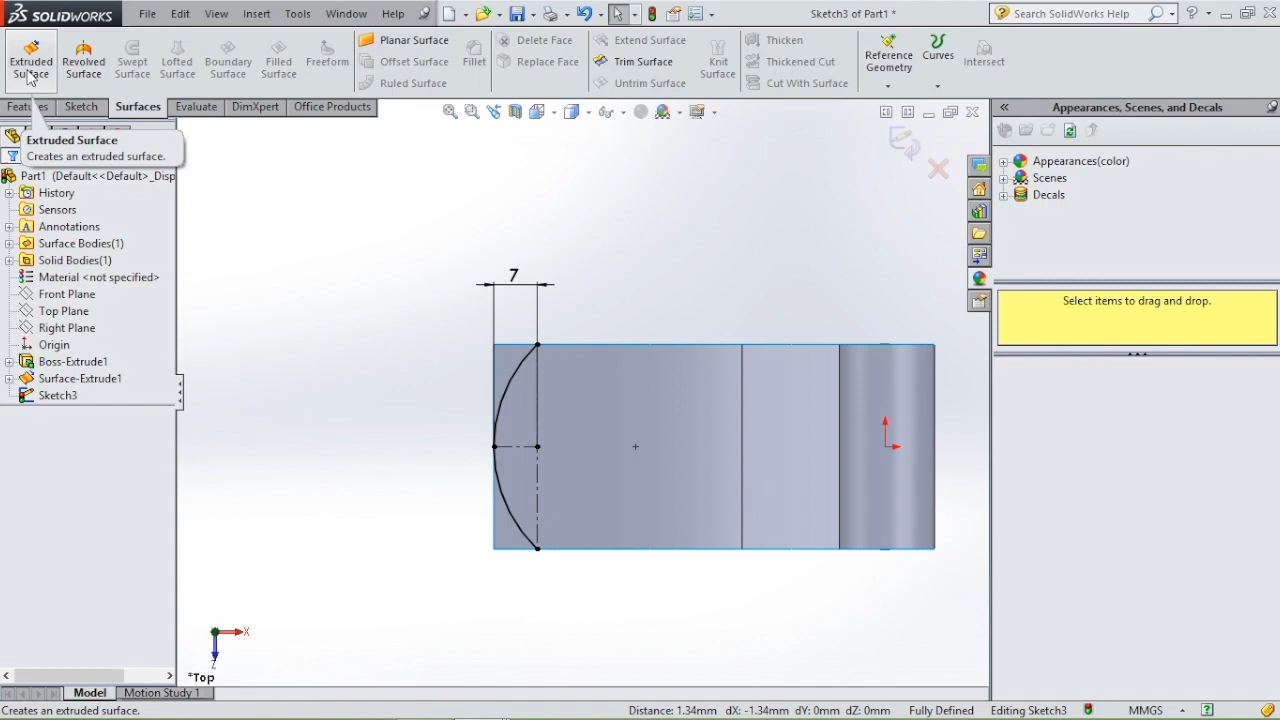 SOLIDWORKS
File Edit View Insert Tools Window Help
Sketch3 of Part1 *
Search SolidWorks Help
Extruded Surface
Revolved Surface
Swept Surface
Lofted Surface
Boundary Surface
Filled Surface
Freeform
Planar Surface
Offset Surface
Ruled Surface
Fillet
Delete Face
Replace Face
Extend Surface
Trim Surface
Untrim Surface
Knit Surface
Thicken
Thickened Cut
Cut With Surface
Reference Geometry
Curves
Intersect
Features Sketch Surfaces Evaluate DimXpert Office Products
Extruded Surface
Creates an extruded surface.
Part1 (Default<<Default>_Disp
History
Sensors
Annotations
Surface Bodies(1)
Solid Bodies(1)
Material <not specified>
Front Plane
Top Plane
Right Plane
Origin
Boss-Extrude1
Surface-Extrude1
Sketch3
7
X
Z
*Top
Appearances, Scenes, and Decals
Appearances(color)
Scenes
Decals
Select items to drag and drop.
Model Motion Study 1
Creates an extruded surface.
Distance: 1.34mm dX: -1.34mm dY: 0mm dZ: 0mm Fully Defined Editing Sketch3 MMGS